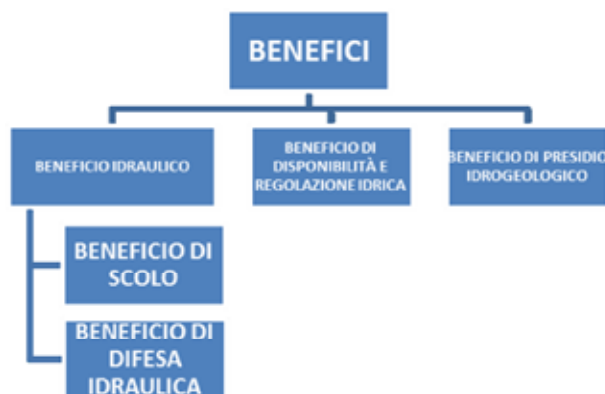 BENEFICI
BENEFICIO IDRAULICO
BENEFICIO DI
DISPONIBILITÀ E
REGOLAZIONE IDRICA
BENEFICIO DI PRESIDIO
IDROGEOLOGICO
BENEFICIO DI
SCOLO
BENEFICIO DI
DIFESA
IDRAULICA